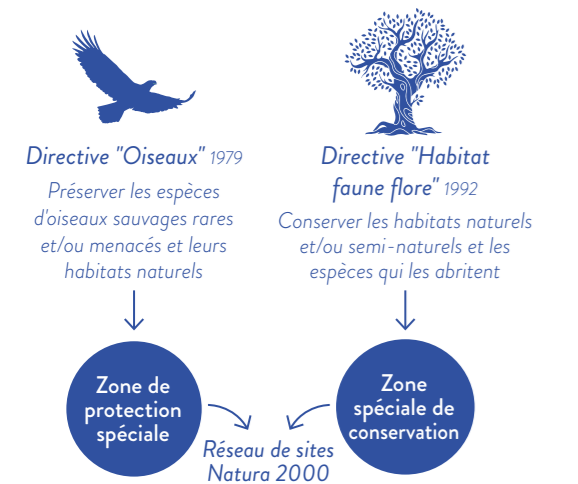 Directive "Oiseaux" 1979
Préserver les espèces
d'oiseaux sauvages rares
et/ou menacés et leurs
habitats naturels
Zone de
protection
spéciale
Directive "Habitat
faune flore" 1992
Conserver les habitats naturels
et/ou semi-naturels et les
espèces qui les abritent
Zone
spéciale de
conservation
Réseau de sites
Natura 2000